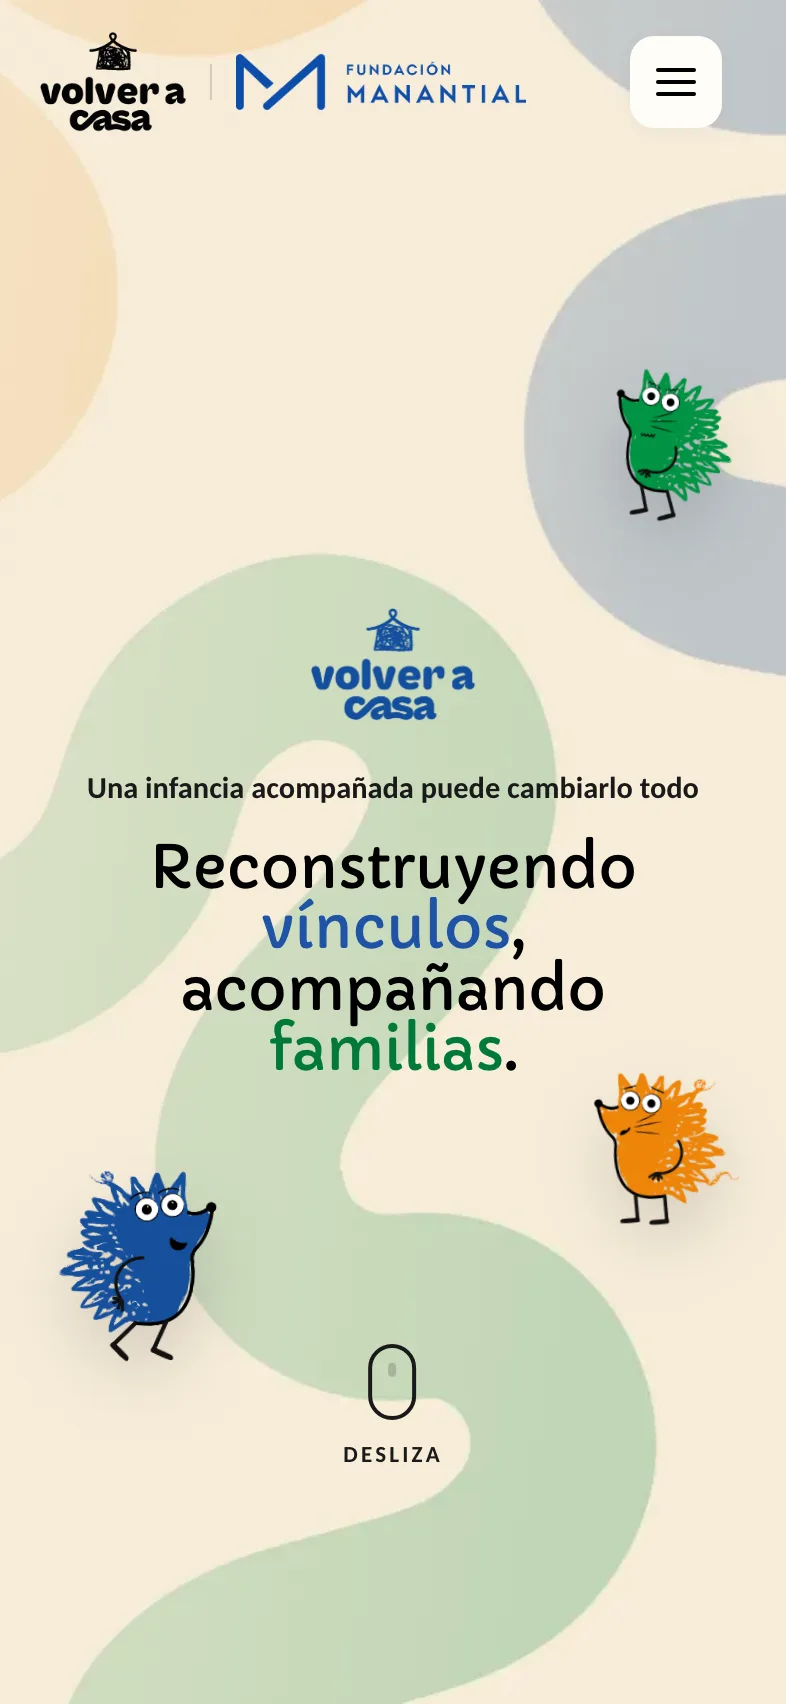 volver a
casa
FUNDACIÓN
MANANTIAL
volver a
casa
Una infancia acompañada puede cambiarlo todo
Reconstruyendo
vínculos,
acompañando
familias.
DESLIZA